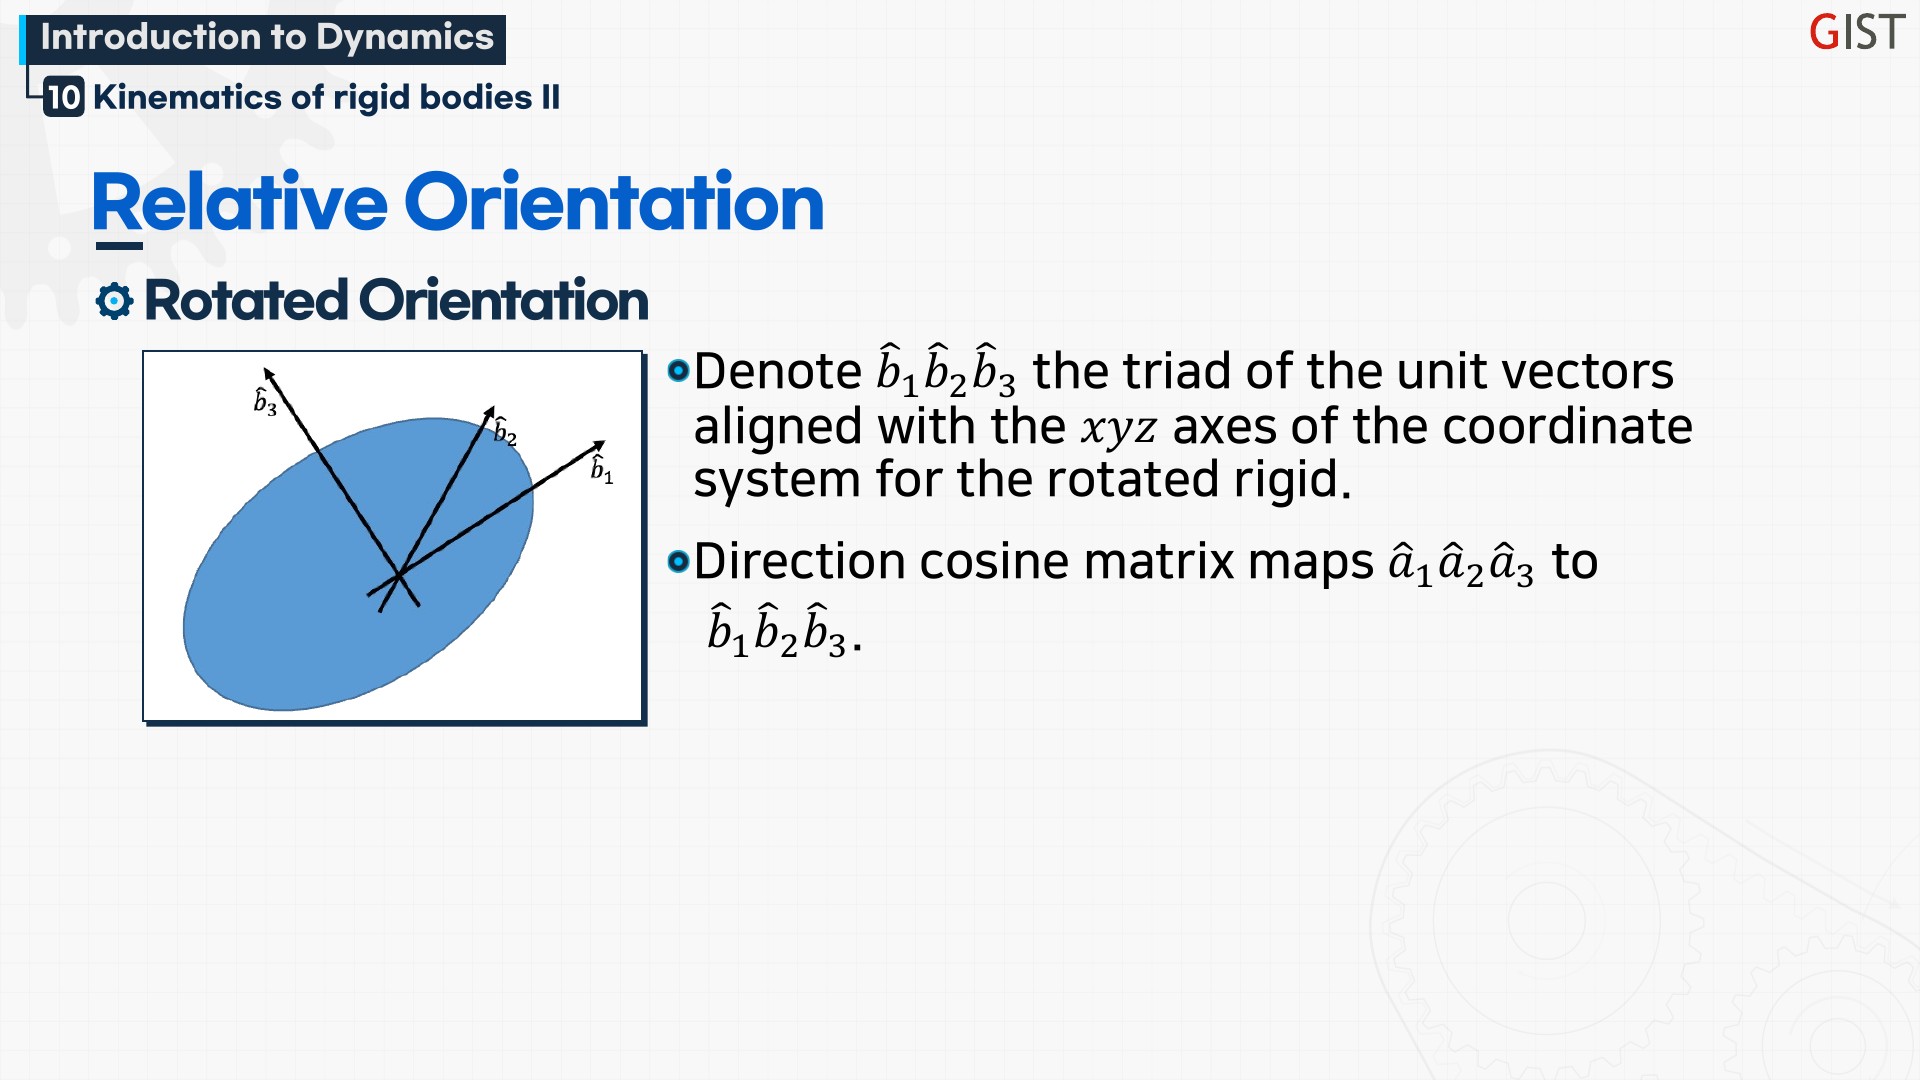 Introduction to Dynamics
GIST
10 Kinematics of rigid bodies II
Relative Orientation
Rotated Orientation
b̂₃
b̂₂
b̂₁
Denote b̂₁b̂₂b̂₃ the triad of the unit vectors
aligned with the xyz axes of the coordinate
system for the rotated rigid.
Direction cosine matrix maps â₁â₂â₃ to
b̂₁b̂₂b̂₃.